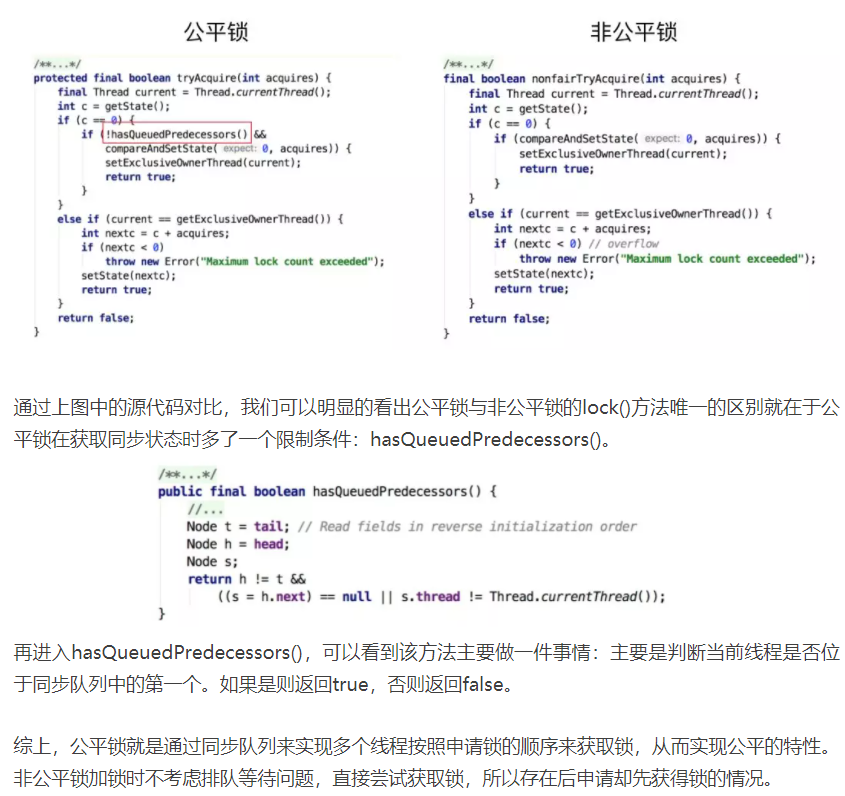 公平锁
非公平锁
/**...*/
protected final boolean tryAcquire(int acquires) {
final Thread current = Thread.currentThread();
int c = getState();
if (c == 0) {
if (!hasQueuedPredecessors() &&
compareAndSetState( expect: 0, acquires)) {
setExclusiveOwnerThread(current);
return true;
}
}
else if (current == getExclusiveOwnerThread()) {
int nextc = c + acquires;
if (nextc < 0)
throw new Error("Maximum lock count exceeded");
setState(nextc);
return true;
}
return false;
}
/**...*/
final boolean nonfairTryAcquire(int acquires) {
final Thread current = Thread.currentThread();
int c = getState();
if (c == 0) {
if (compareAndSetState( expect: 0, acquires)) {
setExclusiveOwnerThread(current);
return true;
}
}
else if (current == getExclusiveOwnerThread()) {
int nextc = c + acquires;
if (nextc < 0) // overflow
throw new Error("Maximum lock count exceeded");
setState(nextc);
return true;
}
return false;
}
通过上图中的源代码对比，我们可以明显的看出公平锁与非公平锁的lock()方法唯一的区别就在于公
平锁在获取同步状态时多了一个限制条件：hasQueuedPredecessors()。
/**...*/
public final boolean hasQueuedPredecessors() {
//...
Node t = tail; // Read fields in reverse initialization order
Node h = head;
Node s;
return h != t &&
((s = h.next) == null || s.thread != Thread.currentThread());
}
再进入hasQueuedPredecessors()，可以看到该方法主要做一件事情：主要是判断当前线程是否位
于同步队列中的第一个。如果是则返回true，否则返回false。
综上，公平锁就是通过同步队列来实现多个线程按照申请锁的顺序来获取锁，从而实现公平的特性。
非公平锁加锁时不考虑排队等待问题，直接尝试获取锁，所以存在后申请却先获得锁的情况。